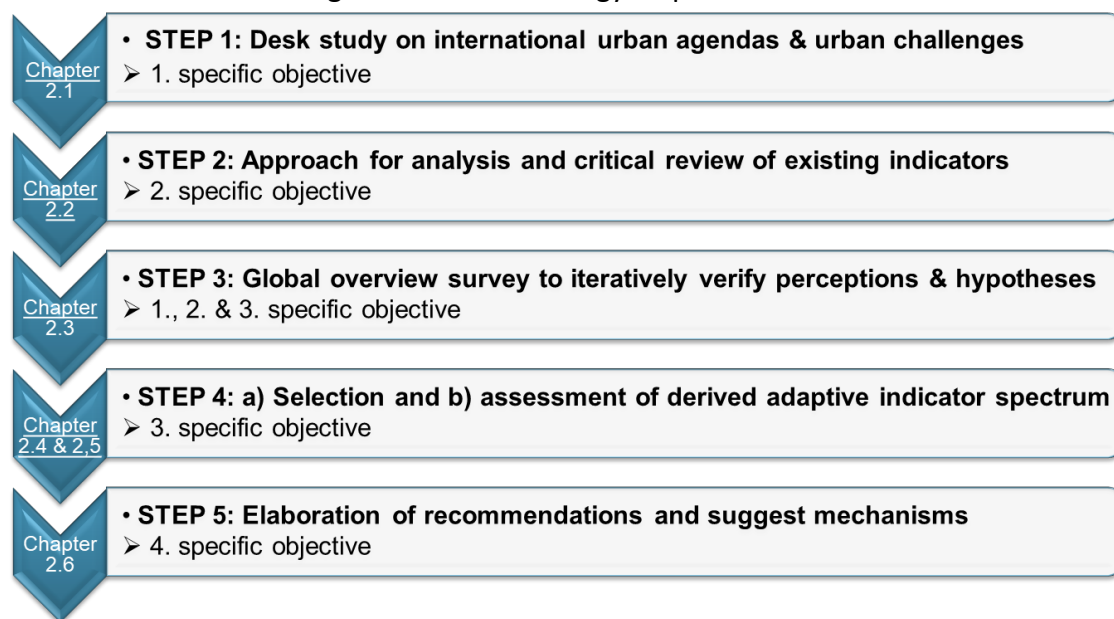 Chapter
2.1
• STEP 1: Desk study on international urban agendas & urban challenges
➢ 1. specific objective
Chapter
2.2
• STEP 2: Approach for analysis and critical review of existing indicators
➢ 2. specific objective
Chapter
2.3
• STEP 3: Global overview survey to iteratively verify perceptions & hypotheses
➢ 1., 2. & 3. specific objective
Chapter
2.4 & 2,5
• STEP 4: a) Selection and b) assessment of derived adaptive indicator spectrum
➢ 3. specific objective
Chapter
2.6
• STEP 5: Elaboration of recommendations and suggest mechanisms
➢ 4. specific objective